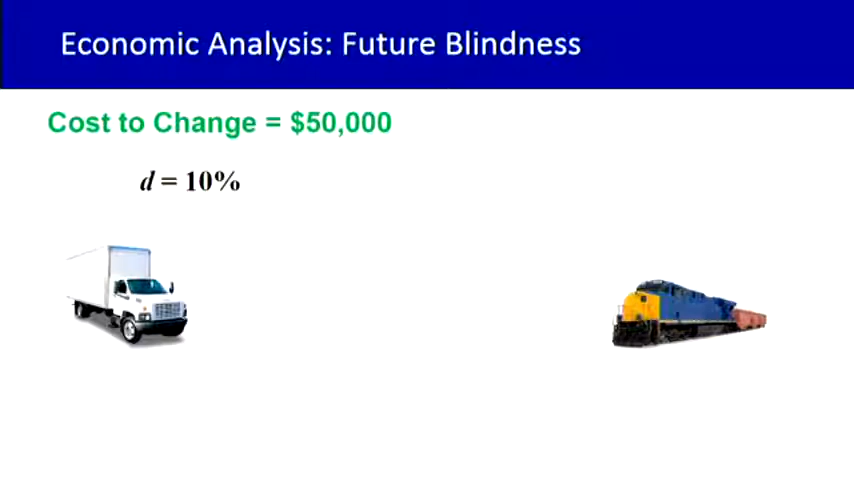 Economic Analysis: Future Blindness
Cost to Change = $50,000
d = 10%